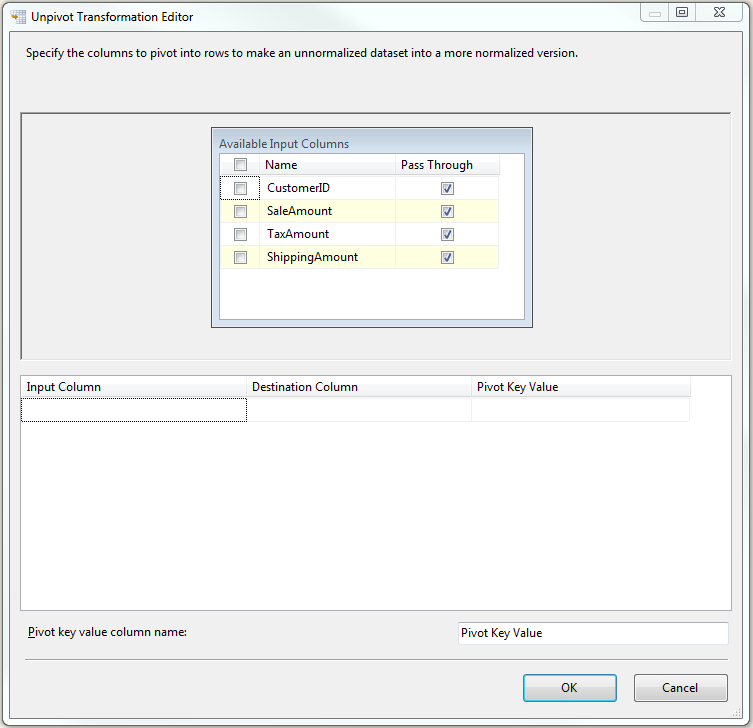 Unpivot Transformation Editor
Specify the columns to pivot into rows to make an unnormalized dataset into a more normalized version.
Available Input Columns
Name Pass Through
CustomerID
SaleAmount
TaxAmount
ShippingAmount
Input Column Destination Column Pivot Key Value
Pivot key value column name: Pivot Key Value
OK Cancel